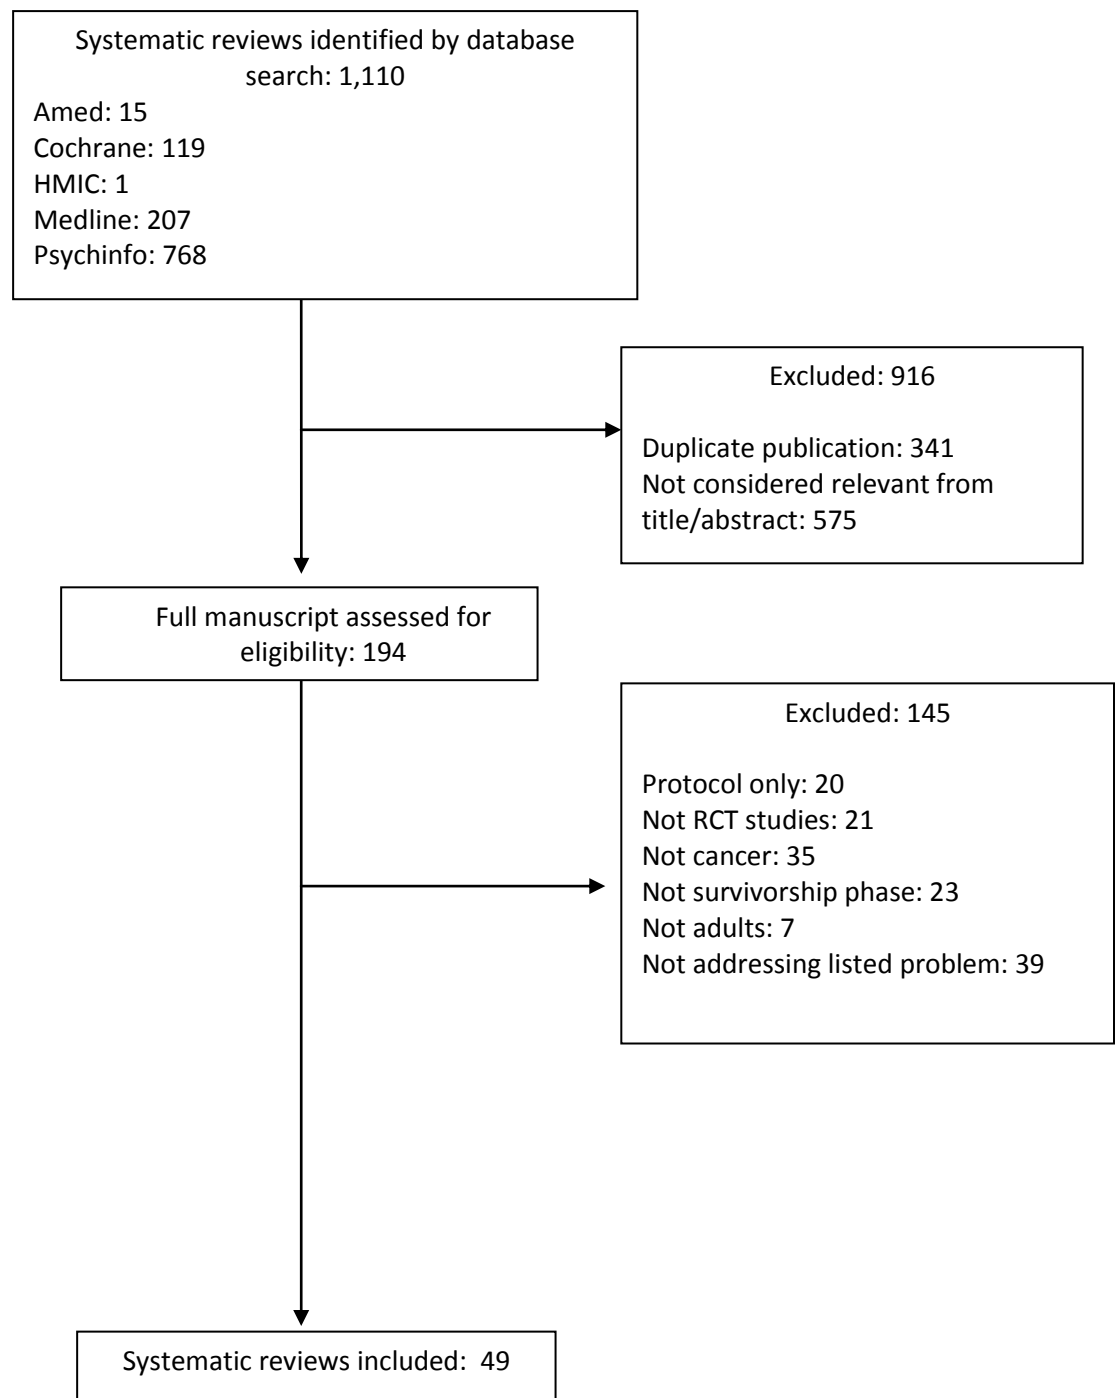 Systematic reviews identified by database
search: 1,110
Amed: 15
Cochrane: 119
HMIC: 1
Medline: 207
Psychinfo: 768
Excluded: 916
Duplicate publication: 341
Not considered relevant from
title/abstract: 575
Full manuscript assessed for
eligibility: 194
Excluded: 145
Protocol only: 20
Not RCT studies: 21
Not cancer: 35
Not survivorship phase: 23
Not adults: 7
Not addressing listed problem: 39
Systematic reviews included: 49